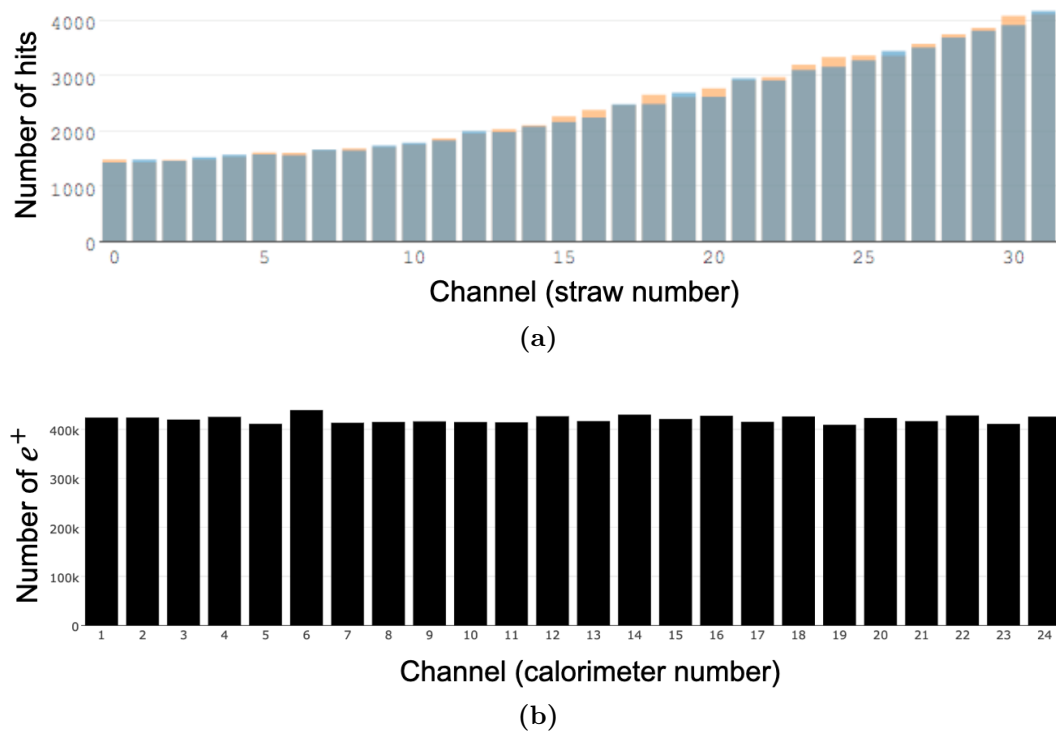 Number of hits
4000
3000
2000
1000
0
0 5 10 15 20 25 30
Channel (straw number)
(a)
Number of e⁺
400k
300k
200k
100k
0
1 2 3 4 5 6 7 8 9 10 11 12 13 14 15 16 17 18 19 20 21 22 23 24
Channel (calorimeter number)
(b)